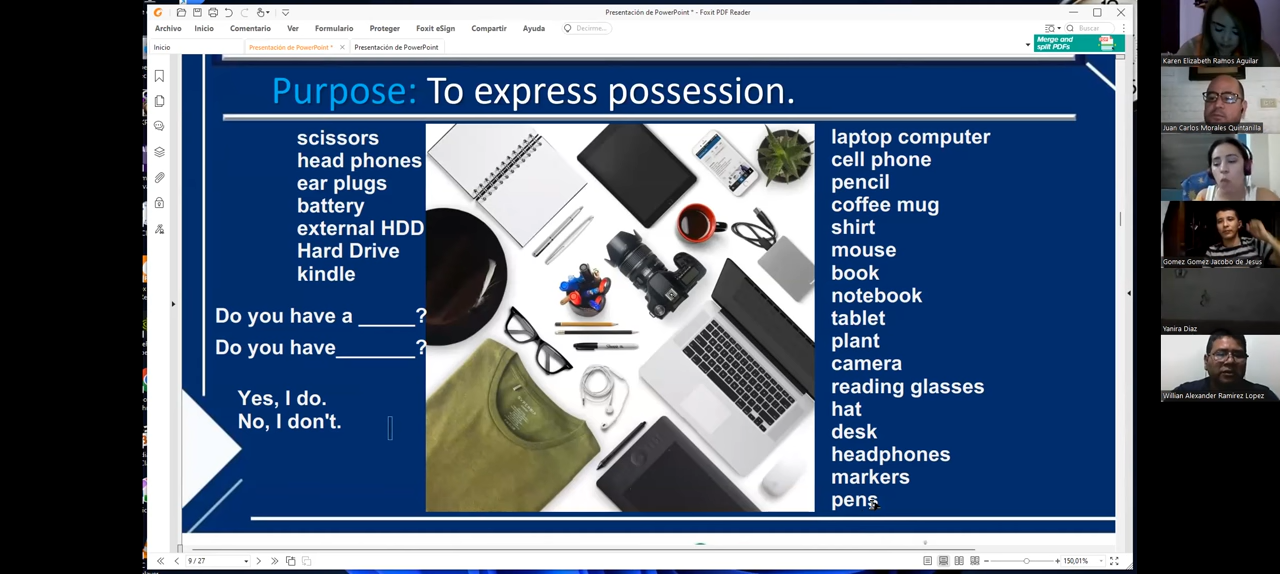 Presentación de PowerPoint * - Foxit PDF Reader
Archivo Inicio Comentario Ver Formulario Proteger Foxit eSign Compartir Ayuda Decirme... Buscar
Inicio Presentación de PowerPoint * Presentación de PowerPoint
Merge and
split PDFs
Purpose: To express possession.
scissors
head phones
ear plugs
battery
external HDD
Hard Drive
kindle
Do you have a _____?
Do you have________?
Yes, I do.
No, I don't.
laptop computer
cell phone
pencil
coffee mug
shirt
mouse
book
notebook
tablet
plant
camera
reading glasses
hat
desk
headphones
markers
pens
9 / 27
150,01%
Karen Elizabeth Ramos Aguilar
Juan Carlos Morales Quintanilla
Gomez Gomez Jacobo de Jesus
Yanira Diaz
Willian Alexander Ramirez Lopez